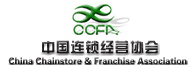 CCFA
中国连锁经营协会
China Chainstore & Franchise Association